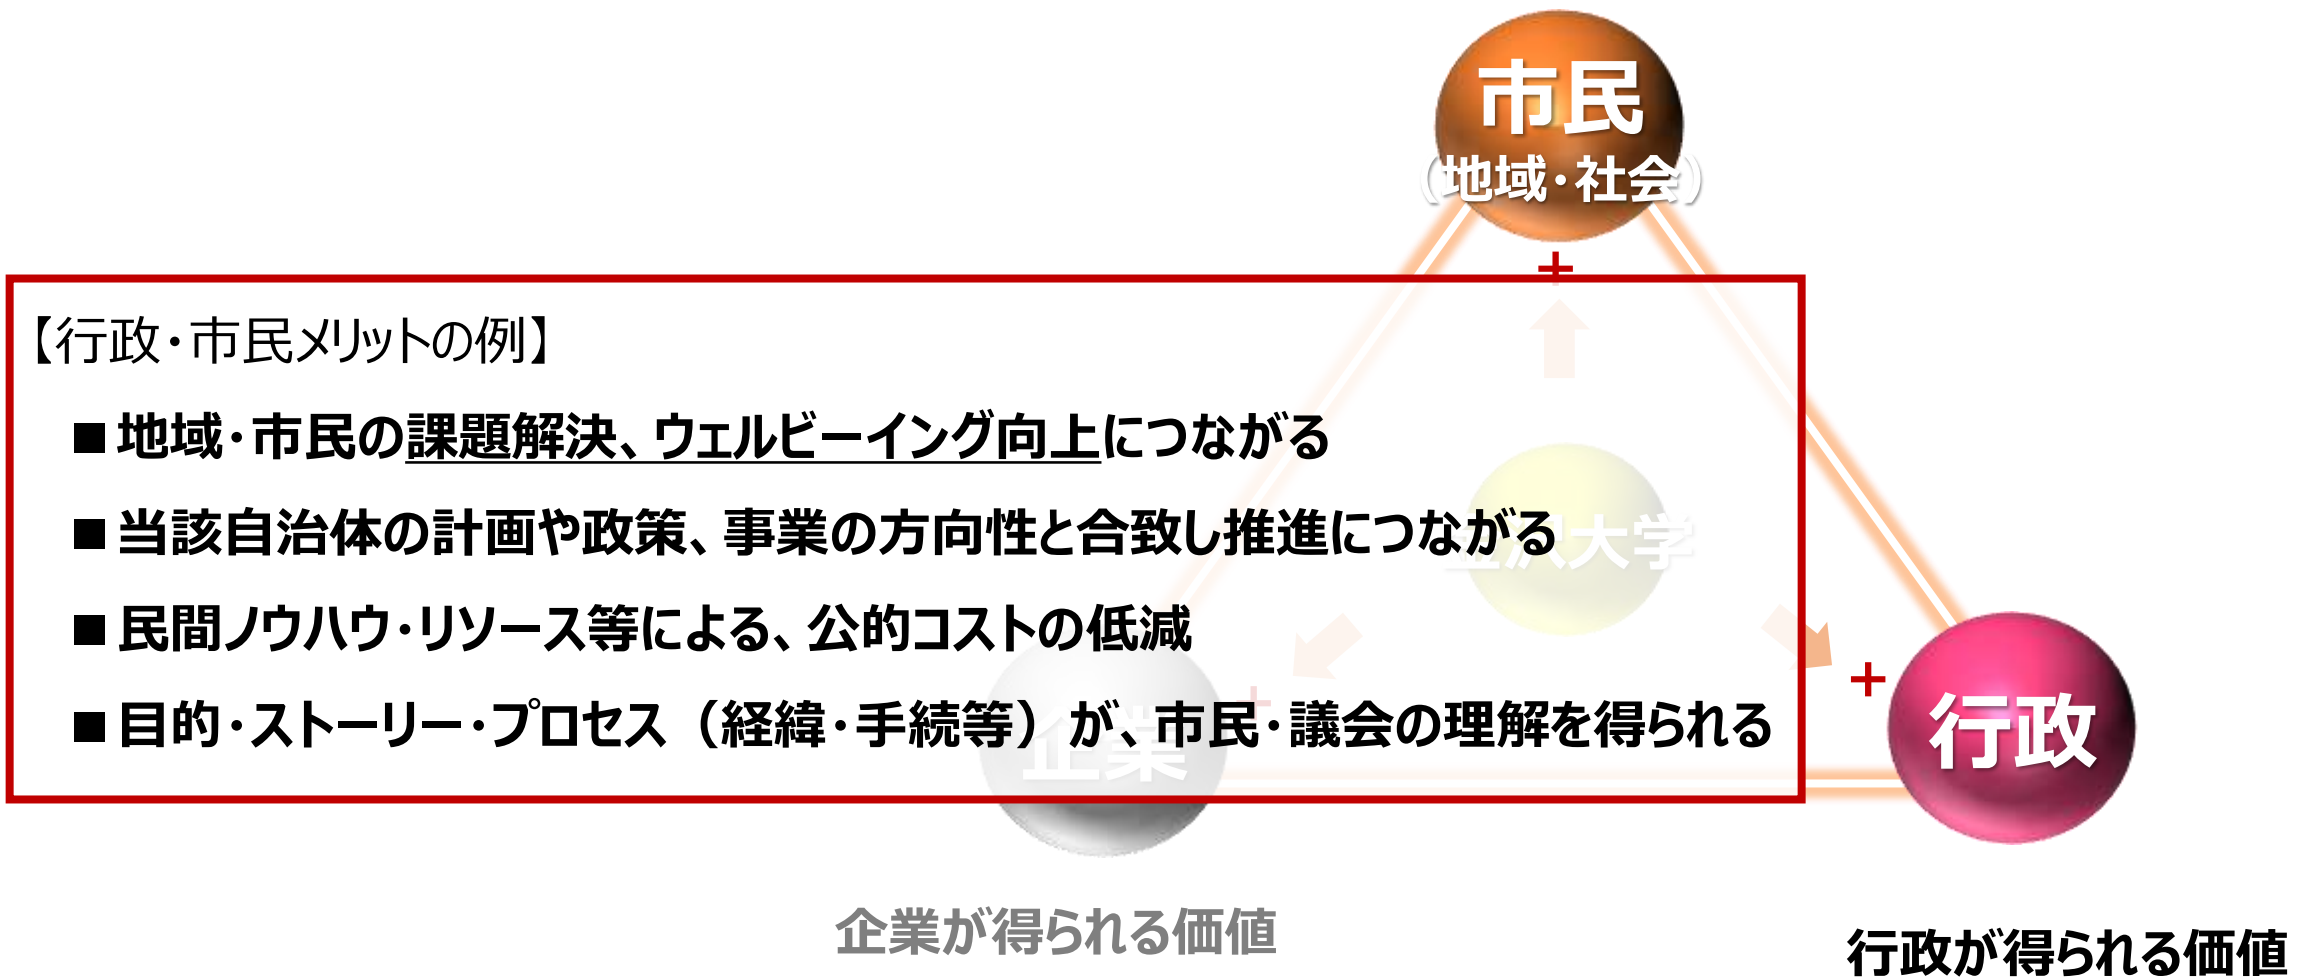 市民
（地域・社会）
+
【行政・市民メリットの例】
■地域・市民の課題解決、ウェルビーイング向上につながる
■当該自治体の計画や政策、事業の方向性と合致し推進につながる
金沢大学
■民間ノウハウ・リソース等による、公的コストの低減
■目的・ストーリー・プロセス（経緯・手続等）が、市民・議会の理解を得られる
+
企業
+
行政
企業が得られる価値
行政が得られる価値